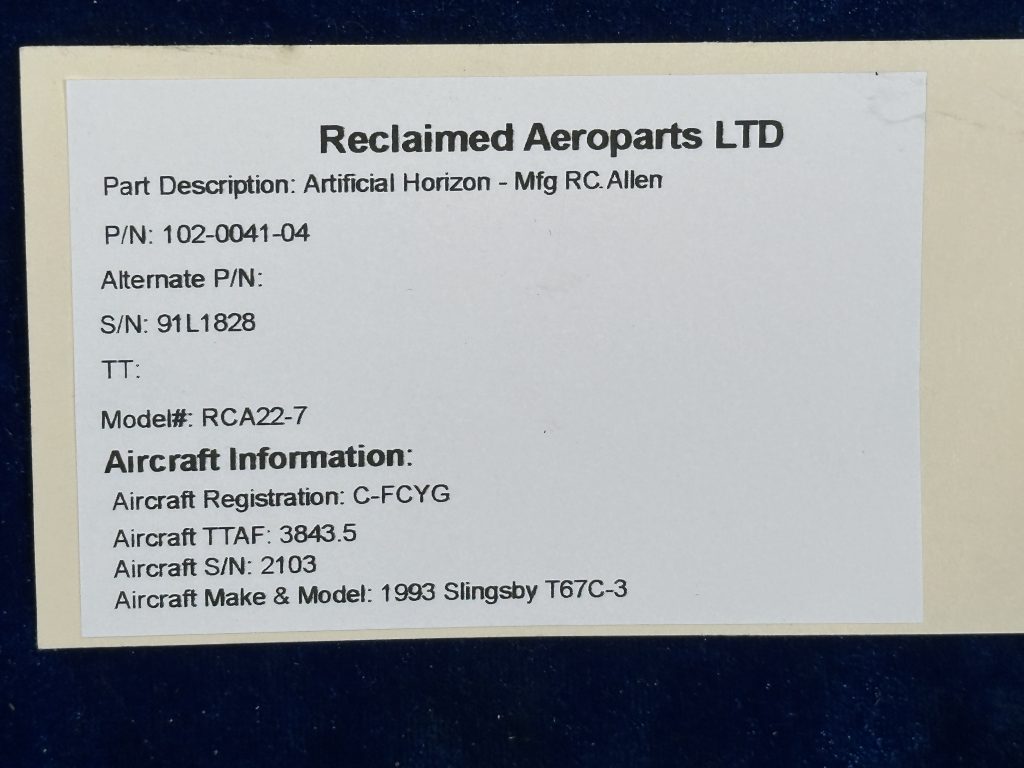 Reclaimed Aeroparts LTD
Part Description: Artificial Horizon - Mfg RC.Allen
P/N: 102-0041-04
Alternate P/N:
S/N: 91L1828
TT:
Model#: RCA22-7
Aircraft Information:
Aircraft Registration: C-FCYG
Aircraft TTAF: 3843.5
Aircraft S/N: 2103
Aircraft Make & Model: 1993 Slingsby T67C-3